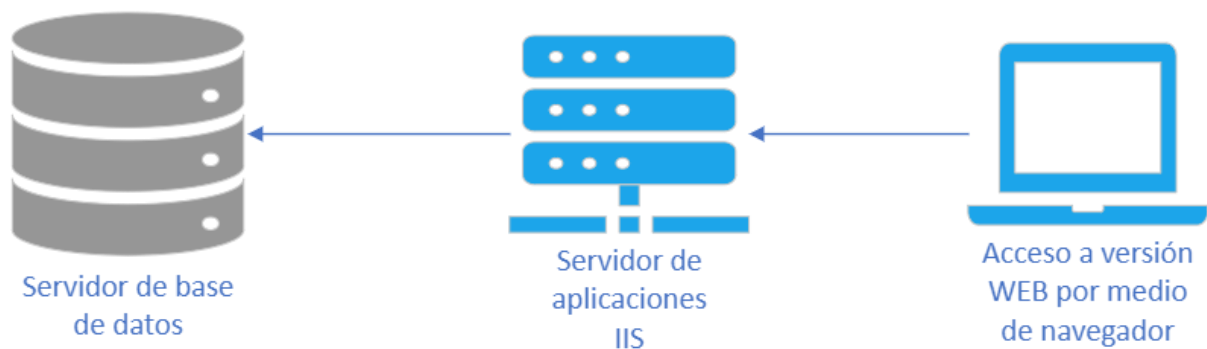 Servidor de base
de datos
Servidor de
aplicaciones
IIS
Acceso a versión
WEB por medio
de navegador